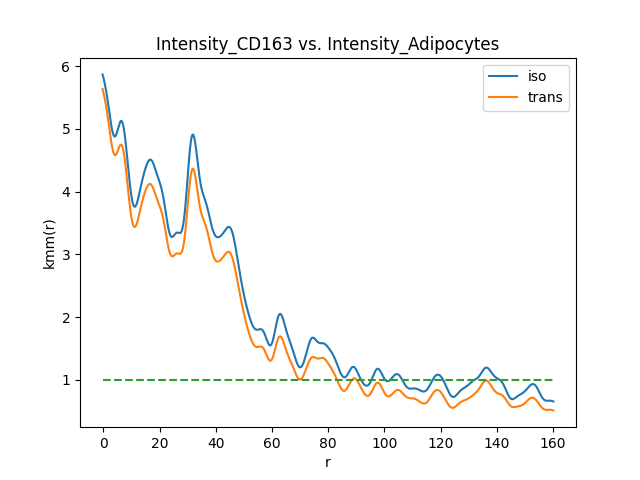 Intensity_CD163 vs. Intensity_Adipocytes
iso
trans
kmm(r)
6
5
4
3
2
1
0 20 40 60 80 100 120 140 160
r